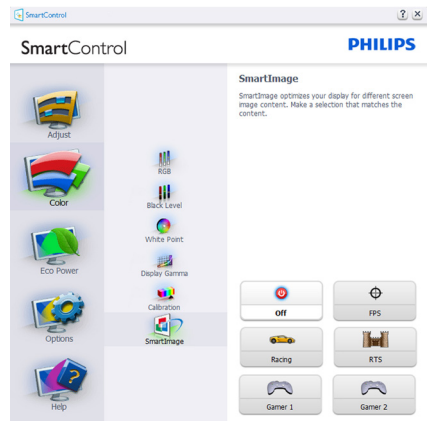 SmartControl
SmartControl
PHILIPS
Adjust
Color
Eco Power
Options
Help
RGB
Black Level
White Point
Display Gamma
Calibration
SmartImage
SmartImage
SmartImage optimizes your display for different screen
image content. Make a selection that matches the
content.
Off
FPS
Racing
RTS
Gamer 1
Gamer 2